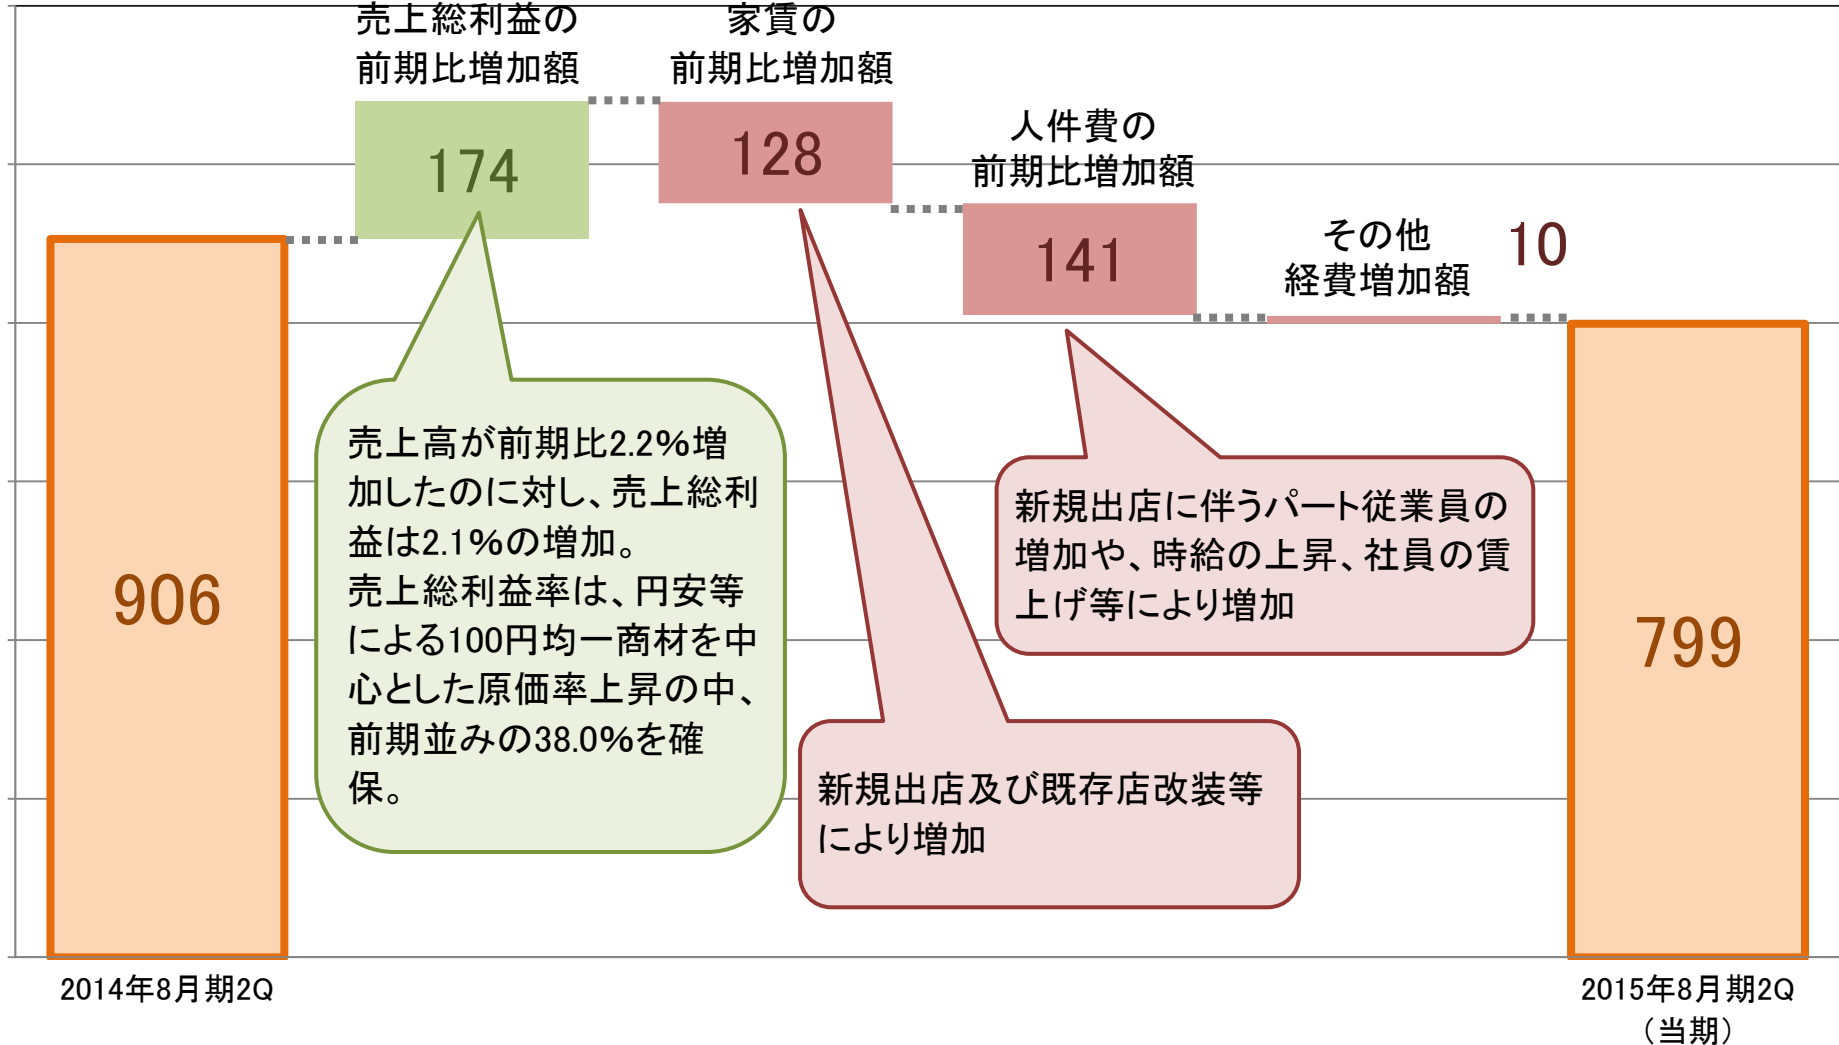 売上総利益の
前期比増加額
家賃の
前期比増加額
人件費の
前期比増加額
その他
経費増加額
174
128
141
10
売上高が前期比2.2%増
加したのに対し、売上総利
益は2.1%の増加。
売上総利益率は、円安等
による100円均一商材を中
心とした原価率上昇の中、
前期並みの38.0%を確
保。
新規出店に伴うパート従業員の
増加や、時給の上昇、社員の賃
上げ等により増加
新規出店及び既存店改装等
により増加
906
799
2014年8月期2Q
2015年8月期2Q
（当期）